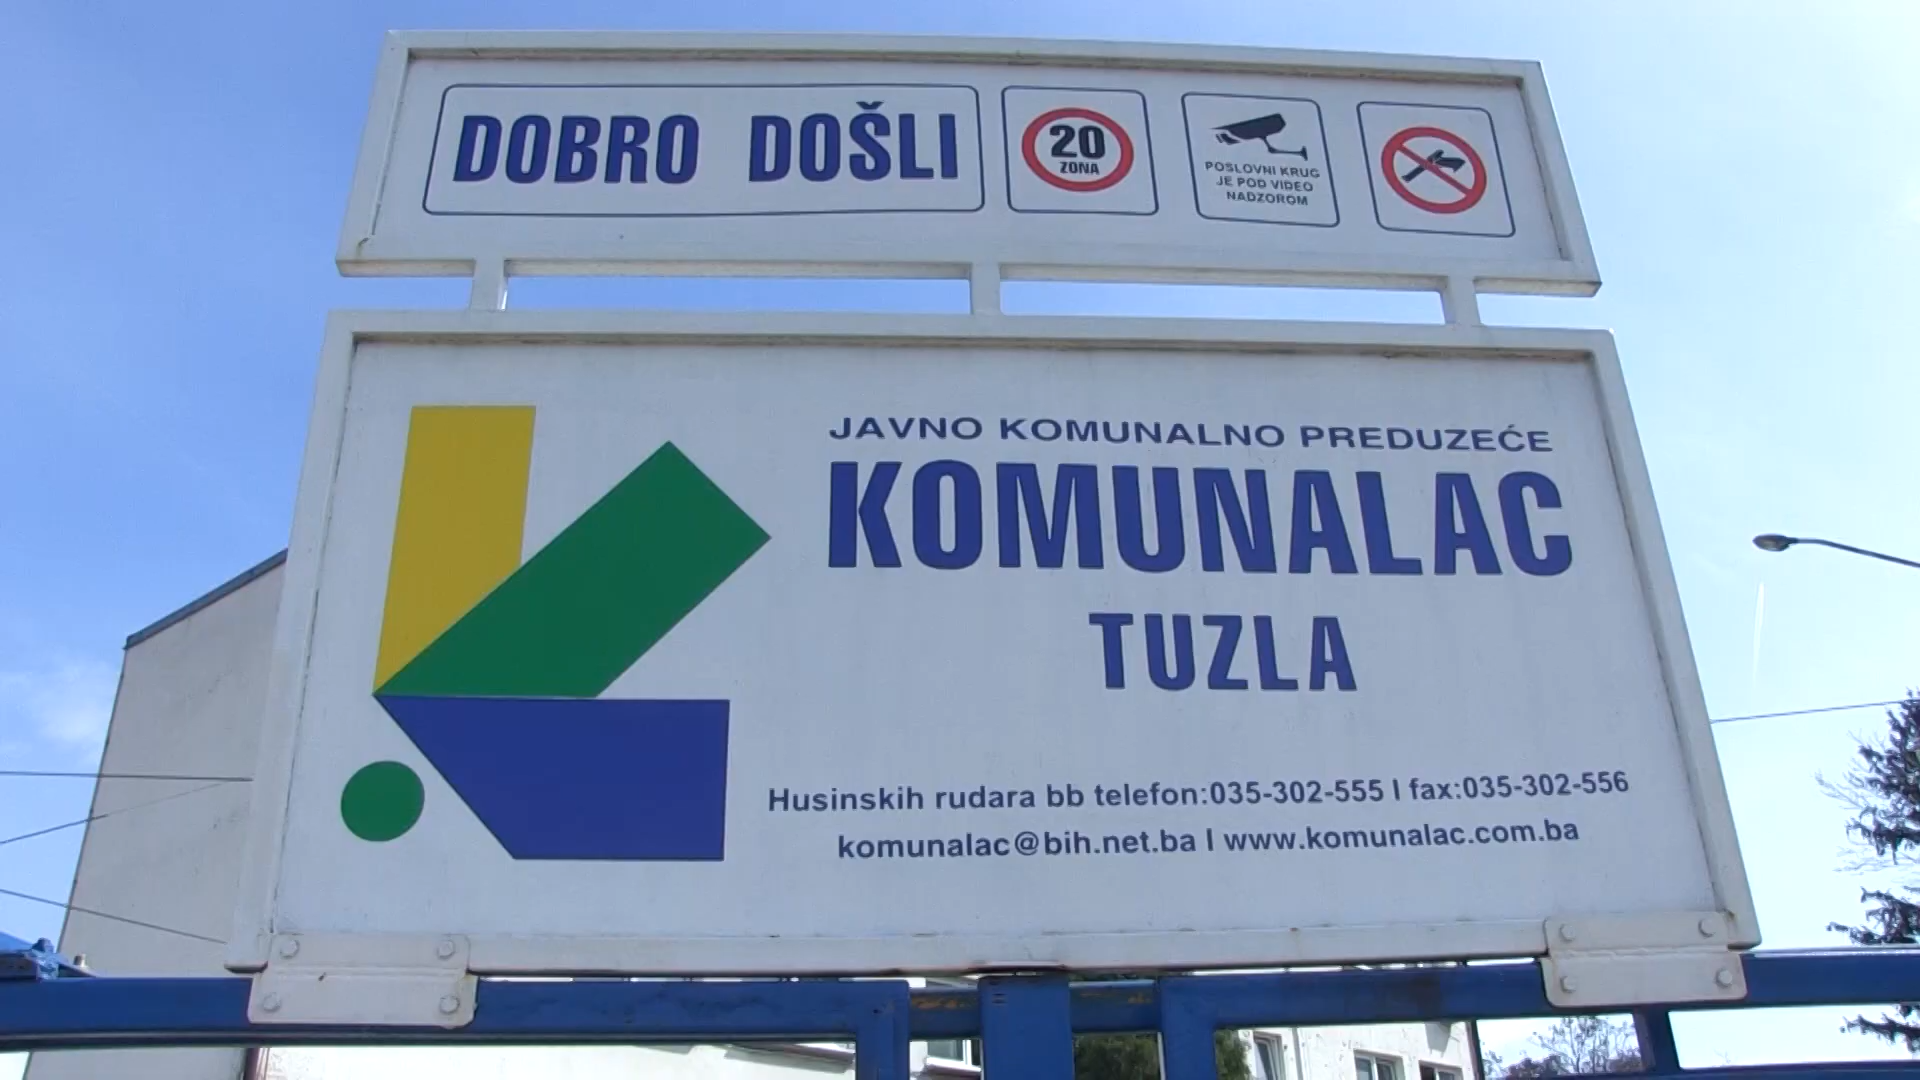 DOBRO DOŠLI
20
ZONA
POSLOVNI KRUG
JE POD VIDEO
NADZOROM
JAVNO KOMUNALNO PREDUZEĆE
KOMUNALAC
TUZLA
Husinskih rudara bb telefon:035-302-555 I fax:035-302-556
komunalac@bih.net.ba I www.komunalac.com.ba